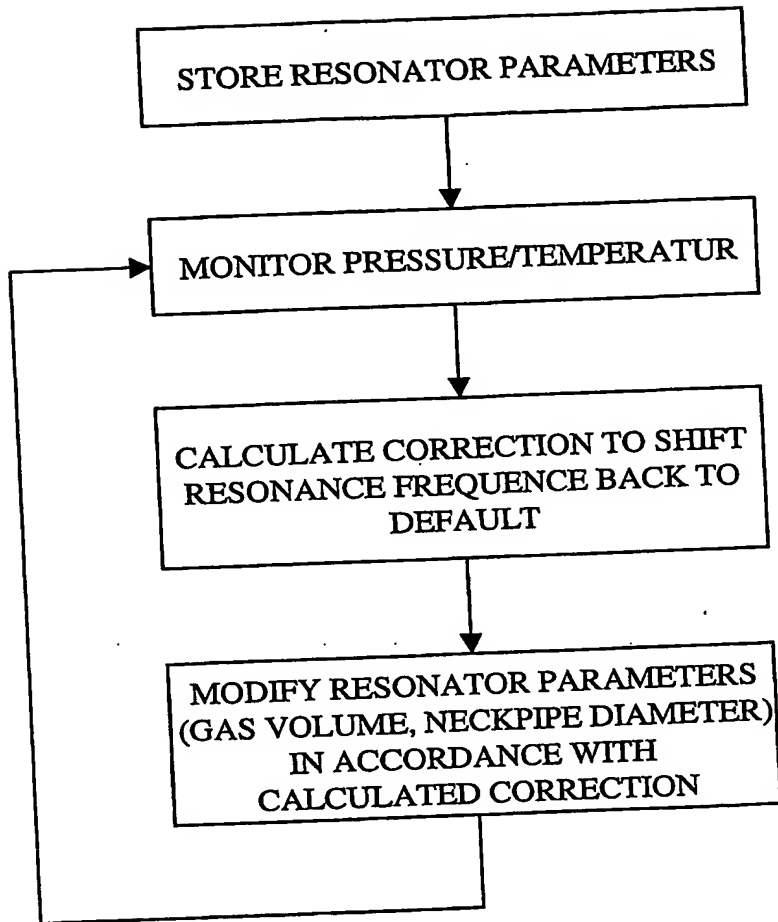 STORE RESONATOR PARAMETERS
MONITOR PRESSURE/TEMPERATUR
CALCULATE CORRECTION TO SHIFT
RESONANCE FREQUENCE BACK TO
DEFAULT
MODIFY RESONATOR PARAMETERS
(GAS VOLUME, NECKPIPE DIAMETER)
IN ACCORDANCE WITH
CALCULATED CORRECTION